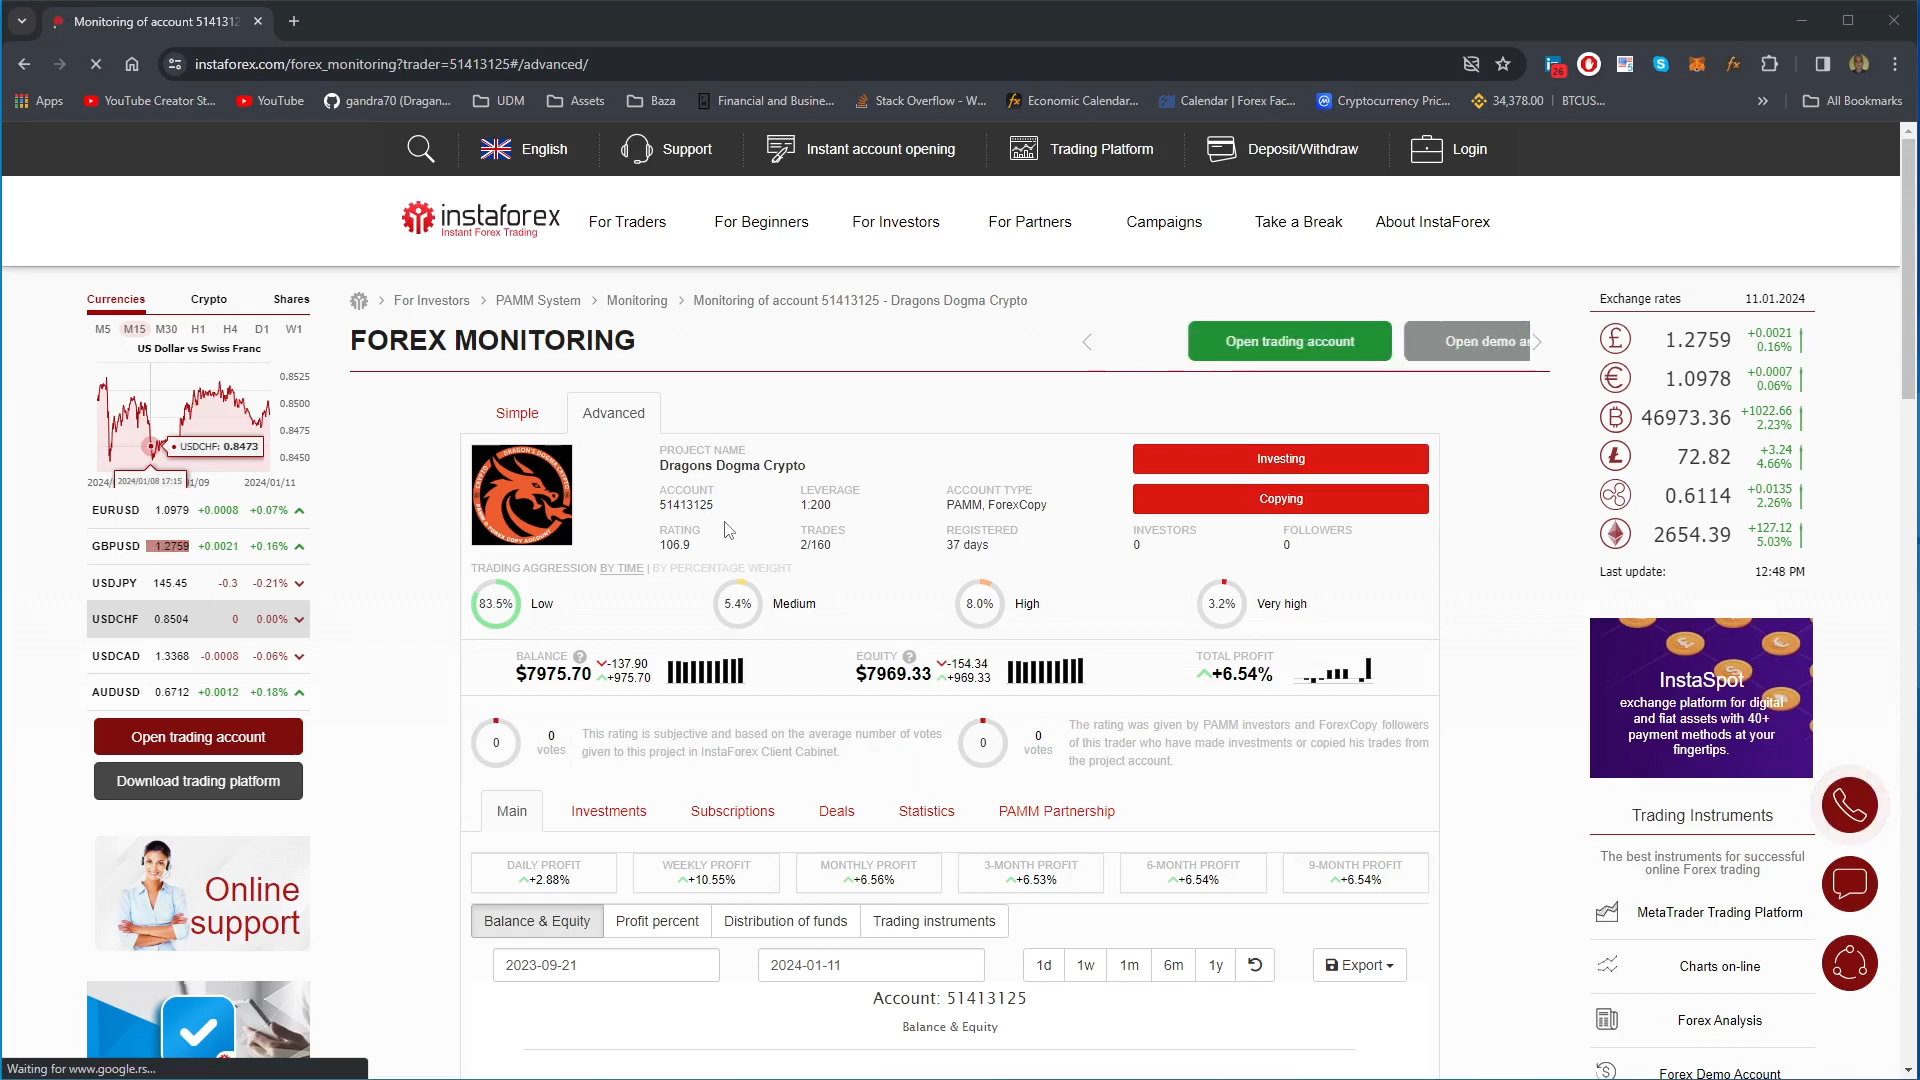 Monitoring of account 5141312
instaforex.com/forex_monitoring?trader=51413125#/advanced/
26
Apps
YouTube Creator St...
YouTube
gandra70 (Dragan...
UDM
Assets
Baza
Financial and Busine...
Stack Overflow - W...
Economic Calendar...
Calendar | Forex Fac...
Cryptocurrency Pric...
34,378.00 | BTCUS...
All Bookmarks
English
Support
Instant account opening
Trading Platform
Deposit/Withdraw
Login
instaforex
Instant Forex Trading
For Traders
For Beginners
For Investors
For Partners
Campaigns
Take a Break
About InstaForex
Currencies
Crypto
Shares
M5 M15 M30 H1 H4 D1 W1
US Dollar vs Swiss Franc
0.8525
0.8500
0.8475
0.8450
USDCHF: 0.8473
2024/ 2024/01/08 17:15 1/09 2024/01/11
EURUSD 1.0979 +0.0008 +0.07%
GBPUSD 1.2759 +0.0021 +0.16%
USDJPY 145.45 -0.3 -0.21%
USDCHF 0.8504 0 0.00%
USDCAD 1.3368 -0.0008 -0.06%
AUDUSD 0.6712 +0.0012 +0.18%
Open trading account
Download trading platform
Online
support
For Investors > PAMM System > Monitoring > Monitoring of account 51413125 - Dragons Dogma Crypto
FOREX MONITORING
Open trading account
Open demo a
Simple
Advanced
PROJECT NAME
Dragons Dogma Crypto
ACCOUNT
51413125
LEVERAGE
1:200
ACCOUNT TYPE
PAMM, ForexCopy
RATING
106.9
TRADES
2/160
REGISTERED
37 days
Investing
Copying
INVESTORS
0
FOLLOWERS
0
TRADING AGGRESSION BY TIME | BY PERCENTAGE WEIGHT
83.5% Low
5.4% Medium
8.0% High
3.2% Very high
BALANCE ?
$7975.70 -137.90
+975.70
EQUITY ?
$7969.33 -154.34
+969.33
TOTAL PROFIT
+6.54%
0
0
votes
This rating is subjective and based on the average number of votes
given to this project in InstaForex Client Cabinet.
0
0
votes
The rating was given by PAMM investors and ForexCopy followers
of this trader who have made investments or copied his trades from
the project account.
Main
Investments
Subscriptions
Deals
Statistics
PAMM Partnership
DAILY PROFIT
+2.88%
WEEKLY PROFIT
+10.55%
MONTHLY PROFIT
+6.56%
3-MONTH PROFIT
+6.53%
6-MONTH PROFIT
+6.54%
9-MONTH PROFIT
+6.54%
Balance & Equity
Profit percent
Distribution of funds
Trading instruments
2023-09-21
2024-01-11
1d 1w 1m 6m 1y
Export
Account: 51413125
Balance & Equity
Exchange rates 11.01.2024
1.2759 +0.0021
0.16%
1.0978 +0.0007
0.06%
46973.36 +1022.66
2.23%
72.82 +3.24
4.66%
0.6114 +0.0135
2.26%
2654.39 +127.12
5.03%
Last update: 12:48 PM
InstaSpot
exchange platform for digital
and fiat assets with 40+
payment methods at your
fingertips.
Trading Instruments
The best instruments for successful
online Forex trading
MetaTrader Trading Platform
Charts on-line
Forex Analysis
Forex Demo Account
Waiting for www.google.rs...